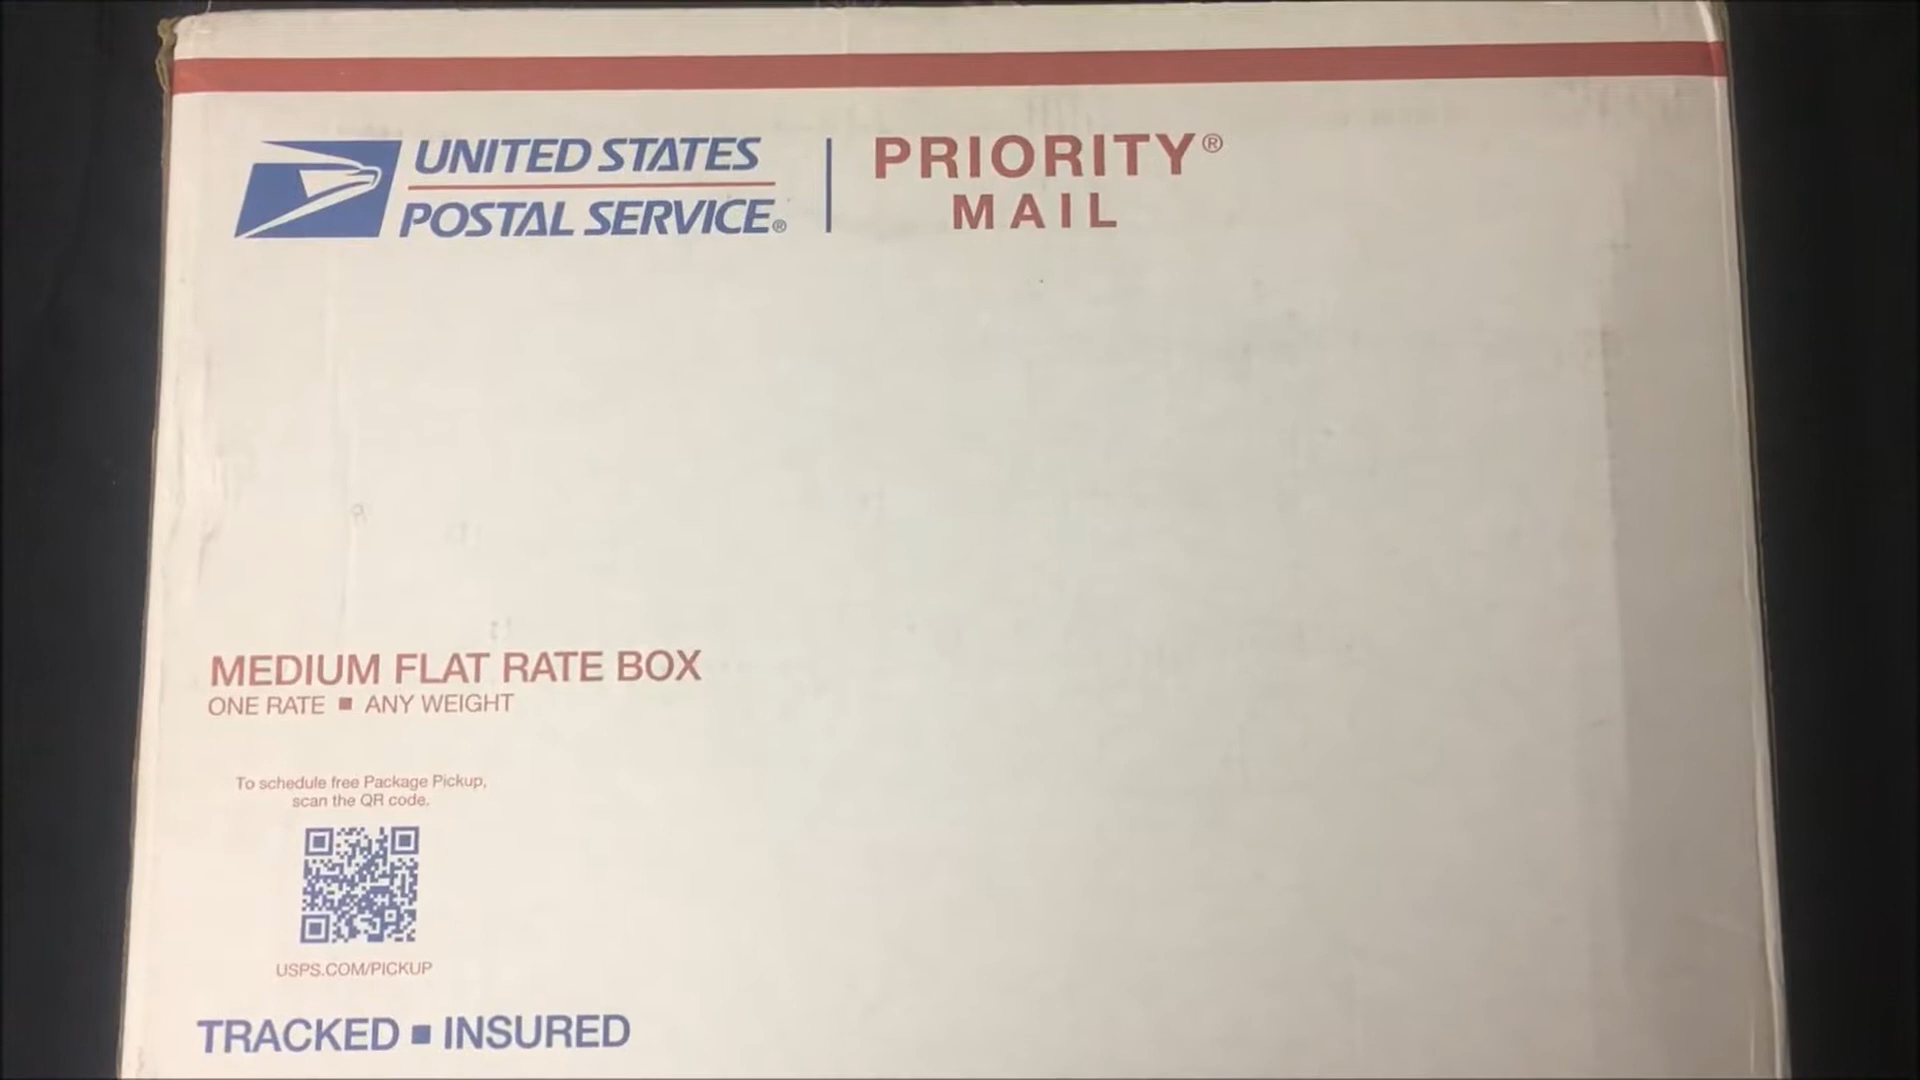 UNITED STATES
POSTAL SERVICE®
PRIORITY®
MAIL
MEDIUM FLAT RATE BOX
ONE RATE ■ ANY WEIGHT
To schedule free Package Pickup,
scan the QR code.
USPS.COM/PICKUP
TRACKED ■ INSURED